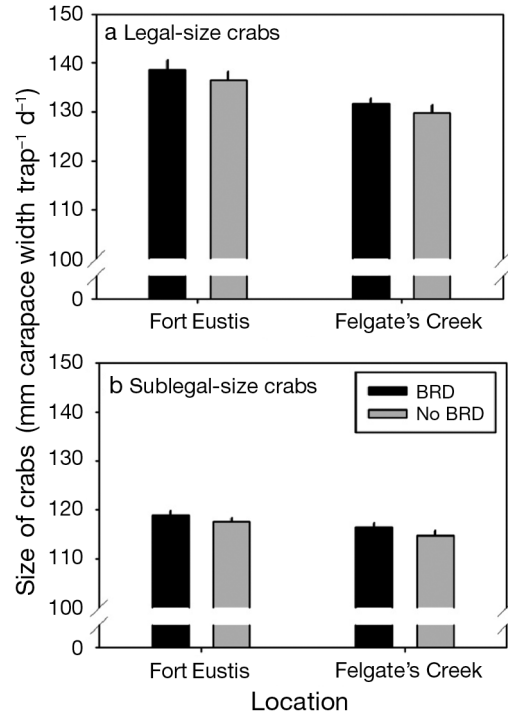 150
a Legal-size crabs
140
130
120
110
100
0
Fort Eustis Felgate's Creek
150
b Sublegal-size crabs
BRD
No BRD
140
130
120
110
100
0
Fort Eustis Felgate's Creek
Location
Size of crabs (mm carapace width trap⁻¹ d⁻¹)